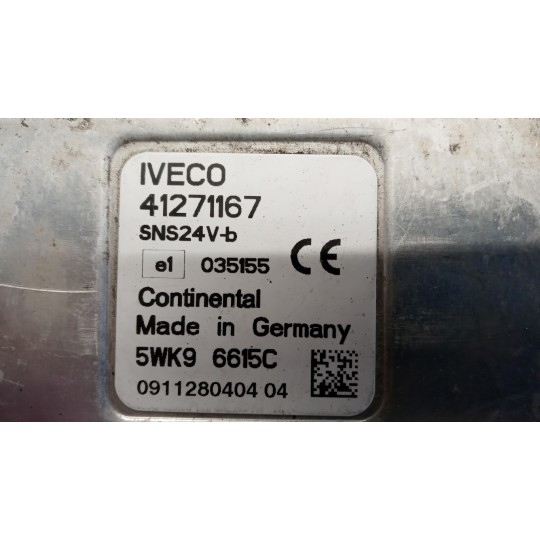 IVECO
41271167
SNS24V-b
e1 035155 CE
Continental
Made in Germany
5WK9 6615C
0911280404 04